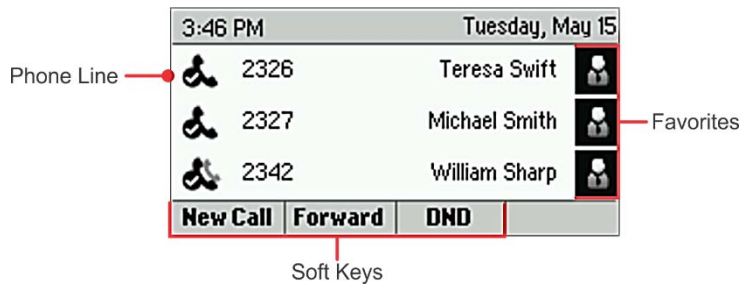 3:46 PM Tuesday, May 15
Phone Line 2326 Teresa Swift
2327 Michael Smith Favorites
2342 William Sharp
New Call Forward DND
Soft Keys